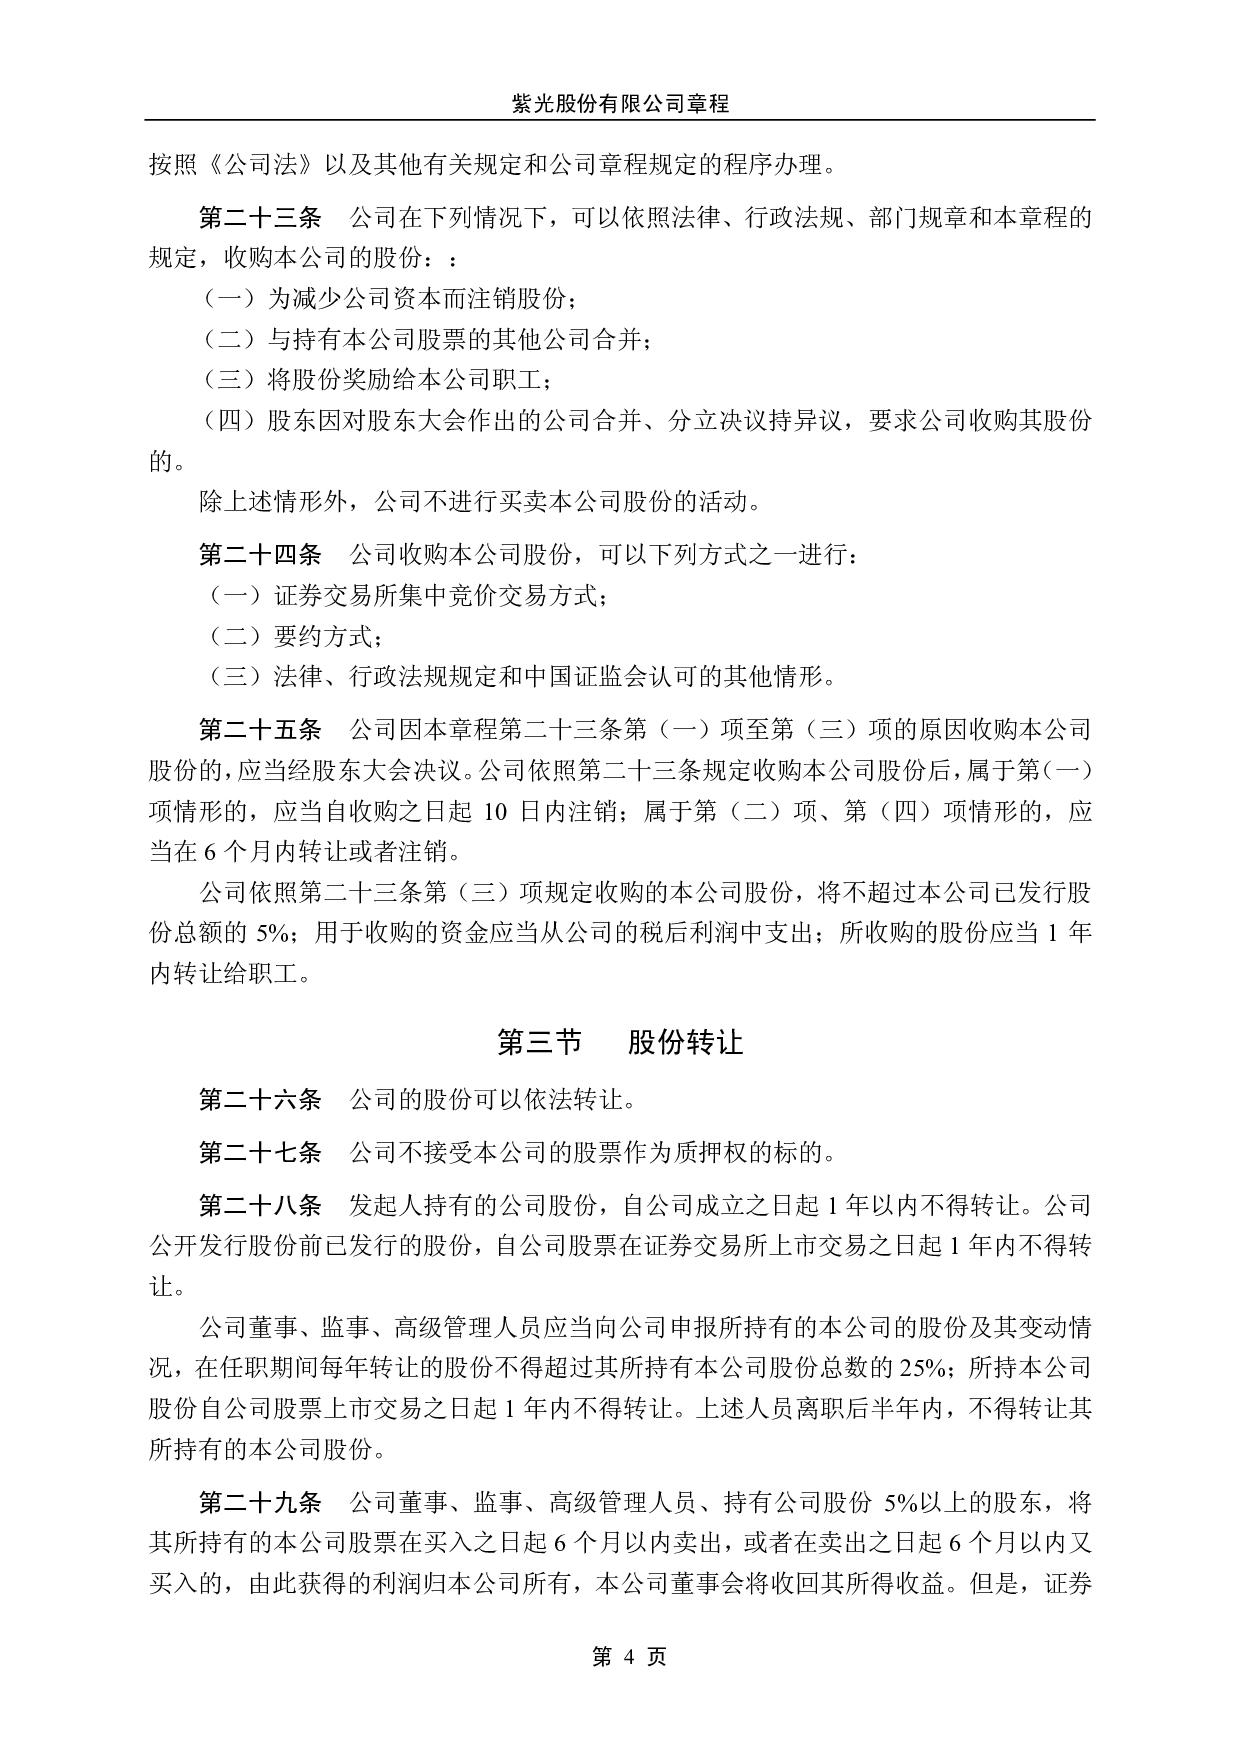 紫光股份有限公司章程
按照《公司法》以及其他有关规定和公司章程规定的程序办理。
第二十三条　公司在下列情况下，可以依照法律、行政法规、部门规章和本章程的
规定，收购本公司的股份：：
（一）为减少公司资本而注销股份；
（二）与持有本公司股票的其他公司合并；
（三）将股份奖励给本公司职工；
（四）股东因对股东大会作出的公司合并、分立决议持异议，要求公司收购其股份
的。
除上述情形外，公司不进行买卖本公司股份的活动。
第二十四条　公司收购本公司股份，可以下列方式之一进行：
（一）证券交易所集中竞价交易方式；
（二）要约方式；
（三）法律、行政法规规定和中国证监会认可的其他情形。
第二十五条　公司因本章程第二十三条第（一）项至第（三）项的原因收购本公司
股份的，应当经股东大会决议。公司依照第二十三条规定收购本公司股份后，属于第（一）
项情形的，应当自收购之日起 10 日内注销；属于第（二）项、第（四）项情形的，应
当在 6 个月内转让或者注销。
公司依照第二十三条第（三）项规定收购的本公司股份，将不超过本公司已发行股
份总额的 5%；用于收购的资金应当从公司的税后利润中支出；所收购的股份应当 1 年
内转让给职工。
第三节　股份转让
第二十六条　公司的股份可以依法转让。
第二十七条　公司不接受本公司的股票作为质押权的标的。
第二十八条　发起人持有的公司股份，自公司成立之日起 1 年以内不得转让。公司
公开发行股份前已发行的股份，自公司股票在证券交易所上市交易之日起 1 年内不得转
让。
公司董事、监事、高级管理人员应当向公司申报所持有的本公司的股份及其变动情
况，在任职期间每年转让的股份不得超过其所持有本公司股份总数的 25%；所持本公司
股份自公司股票上市交易之日起 1 年内不得转让。上述人员离职后半年内，不得转让其
所持有的本公司股份。
第二十九条　公司董事、监事、高级管理人员、持有公司股份 5%以上的股东，将
其所持有的本公司股票在买入之日起 6 个月以内卖出，或者在卖出之日起 6 个月以内又
买入的，由此获得的利润归本公司所有，本公司董事会将收回其所得收益。但是，证券
第 4 页